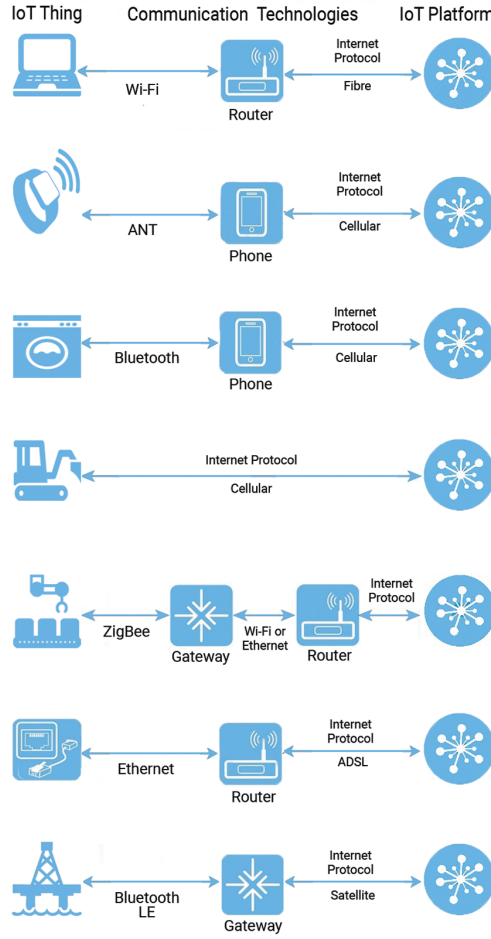 IoT Thing
Communication Technologies
IoT Platform
Internet
Protocol
Wi-Fi
Fibre
Router
Internet
Protocol
ANT
Cellular
Phone
Internet
Protocol
Bluetooth
Cellular
Phone
Internet Protocol
Cellular
Internet
Protocol
ZigBee
Wi-Fi or
Ethernet
Gateway
Router
Internet
Protocol
Ethernet
ADSL
Router
Internet
Protocol
Bluetooth
LE
Satellite
Gateway